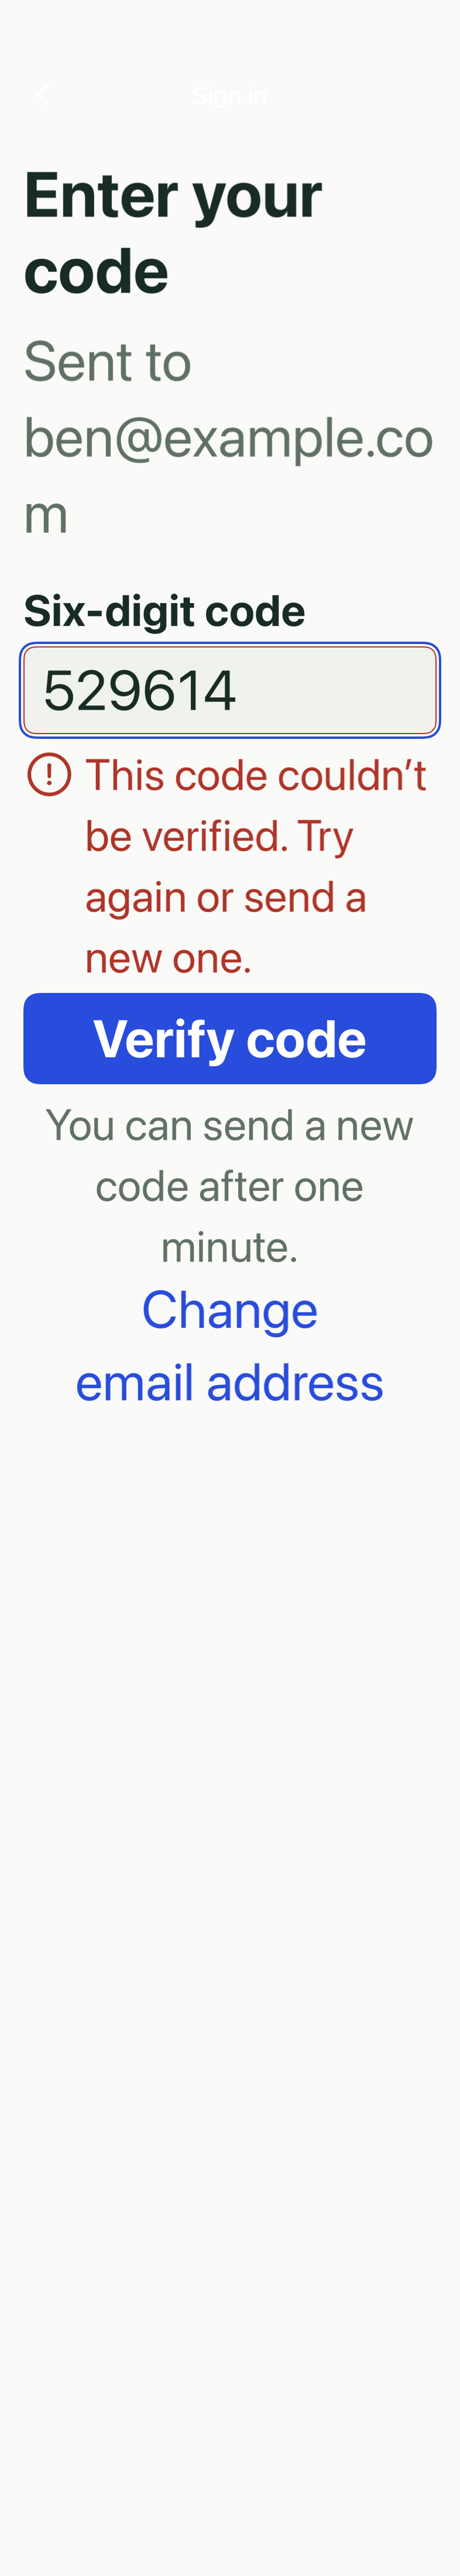 Sign in
Enter your
code
Sent to
ben@example.co
m
Six-digit code
529614
This code couldn’t
be verified. Try
again or send a
new one.
Verify code
You can send a new
code after one
minute.
Change
email address